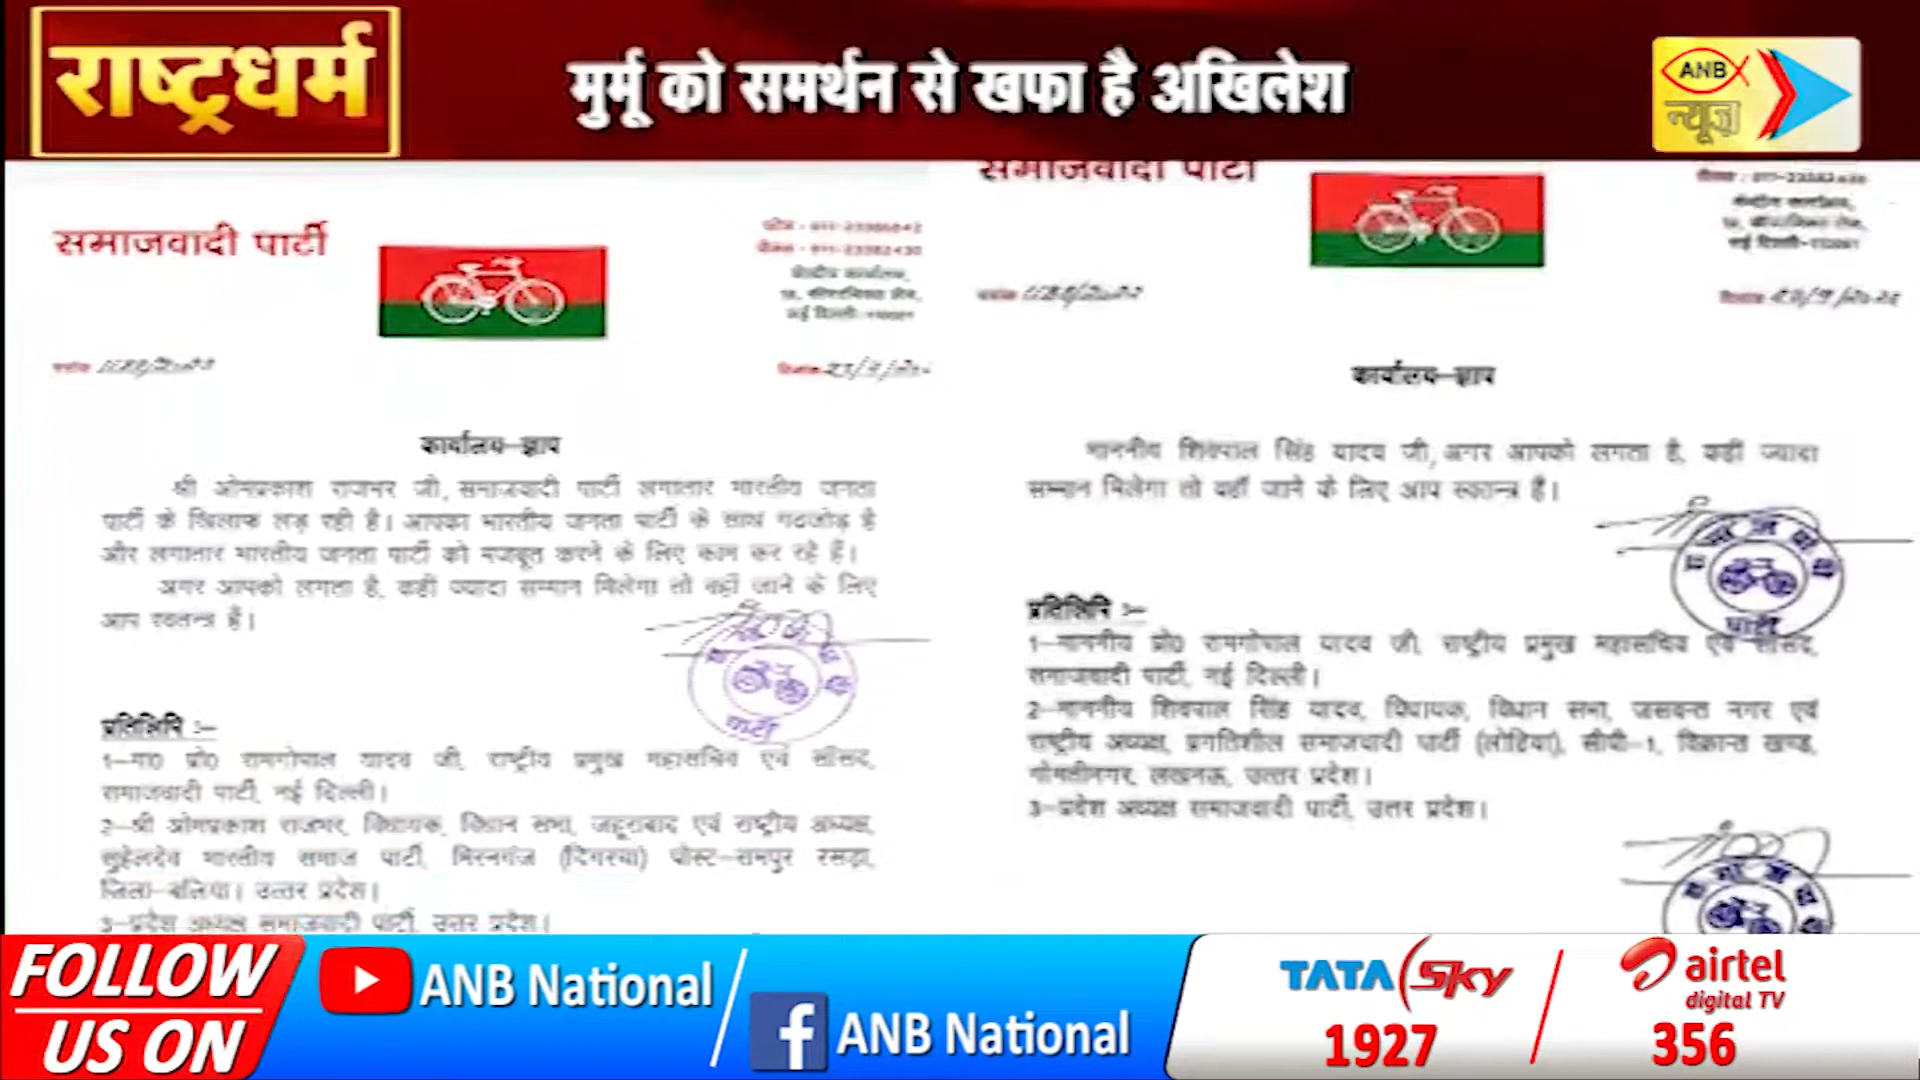 राष्ट्रधर्म
मुर्मू को समर्थन से खफा है अखिलेश
ANB
न्यूज़
समाजवादी पार्टी
केन्द्रीय कार्यालय,
नई दिल्ली-110001
कार्यालय-ज्ञाप
श्री ओमप्रकाश राजभर जी, समाजवादी पार्टी लगातार भारतीय जनता
पार्टी के खिलाफ लड़ रही है। आपका भारतीय जनता पार्टी के साथ गठजोड़ है
और लगातार भारतीय जनता पार्टी को मजबूत करने के लिए काम कर रहे हैं।
अगर आपको लगता है, कहीं ज्यादा सम्मान मिलेगा तो वहाँ जाने के लिए
आप स्वतन्त्र हैं।
पार्टी
प्रतिलिपि :-
1-मा0 प्रो0 रामगोपाल यादव जी, राष्ट्रीय प्रमुख महासचिव एवं सांसद,
समाजवादी पार्टी, नई दिल्ली।
2-श्री ओमप्रकाश राजभर, विधायक, विधान सभा, जहूराबाद एवं राष्ट्रीय अध्यक्ष,
सुहेलदेव भारतीय समाज पार्टी, पोस्ट-रामपुर रसड़ा,
जिला-बलिया। उत्तर प्रदेश।
3-प्रदेश अध्यक्ष समाजवादी पार्टी, उत्तर प्रदेश।
समाजवादी पार्टी
केन्द्रीय कार्यालय,
नई दिल्ली-110001
कार्यालय-ज्ञाप
माननीय शिवपाल सिंह यादव जी, अगर आपको लगता है, कहीं ज्यादा
सम्मान मिलेगा तो वहाँ जाने के लिए आप स्वतन्त्र हैं।
पार्टी
प्रतिलिपि :-
1-माननीय प्रो0 रामगोपाल यादव जी, राष्ट्रीय प्रमुख महासचिव एवं सांसद,
समाजवादी पार्टी, नई दिल्ली।
2-माननीय शिवपाल सिंह यादव, विधायक, विधान सभा, जसवन्त नगर एवं
राष्ट्रीय अध्यक्ष, प्रगतिशील समाजवादी पार्टी (लोहिया), सीपी-1, विक्रान्त खण्ड,
गोमतीनगर, लखनऊ, उत्तर प्रदेश।
3-प्रदेश अध्यक्ष समाजवादी पार्टी, उत्तर प्रदेश।
FOLLOW
US ON
ANB National
ANB National
TATA Sky
1927
airtel
digital TV
356